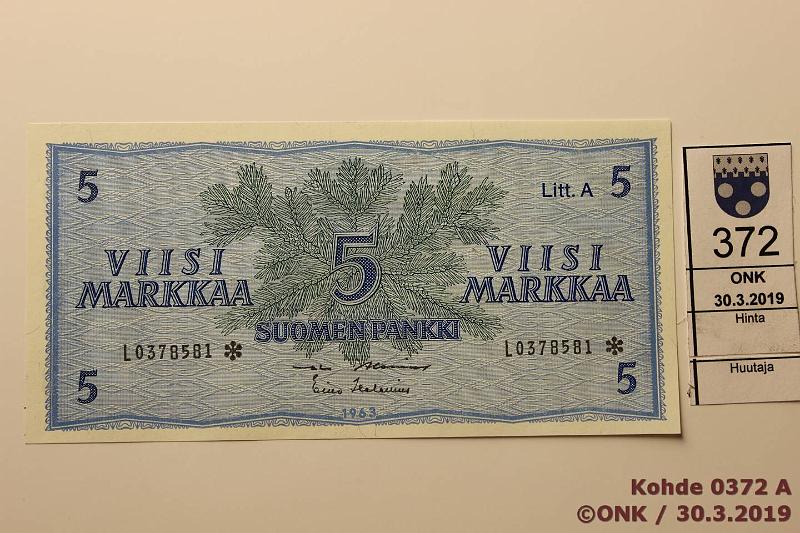 5
Litt. A 5
VIISI MARKKAA
5
VIISI MARKKAA
SUOMEN PANKKI
L0378581 *
L0378581 *
5
5
1963
372
ONK
30.3.2019
Hinta
Huutaja
Kohde 0372 A
©ONK / 30.3.2019